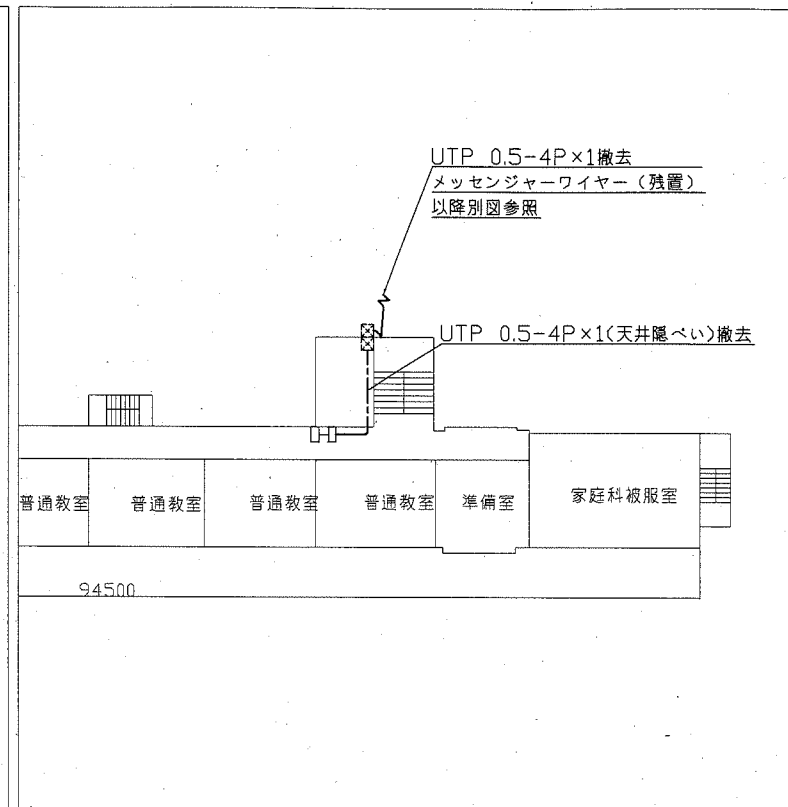 UTP 0.5-4P×1撤去
メッセンジャーワイヤー（残置）
以降別図参照
UTP 0.5-4P×1(天井隠ぺい)撤去
普通教室
普通教室
普通教室
普通教室
準備室
家庭科被服室
94500